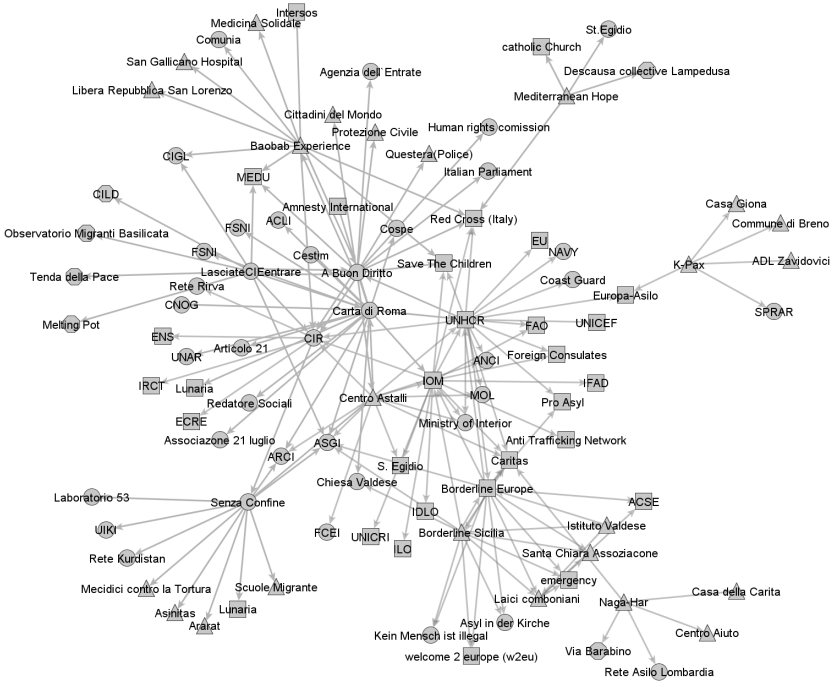 Intersos
Medicina Solidale
Comunia
St.Egidio
catholic Church
San Gallicano Hospital
Agenzia dell`Entrate
Descausa collective Lampedusa
Libera Repubblica San Lorenzo
Mediterranean Hope
Cittadini del Mondo
Protezione Civile
Human rights comission
Baobab Experience
CIGL
Questera(Police)
MEDU
Italian Parliament
CILD
Amnesty International
Casa Giona
FSNI
ACLI
Cospe
Red Cross (Italy)
Commune di Breno
Observatorio Migranti Basilicata
EU
NAVY
FSNI
Cestim
Save The Children
K-Pax
ADL Zavidovici
Tenda della Pace
LasciateCIEentrare
A Buon Diritto
Coast Guard
Rete Rirva
Europa-Asilo
CNOG
Carta di Roma
SPRAR
Melting Pot
UNHCR
FAO
UNICEF
ENS
CIR
UNAR
Articolo 21
ANCI
Foreign Consulates
IRCT
Lunaria
IOM
IFAD
Redatore Sociali
Centro Astalli
MOL
Pro Asyl
ECRE
Ministry of Interior
Associazone 21 luglio
ASGI
Anti Trafficking Network
ARCI
S. Egidio
Caritas
Chiesa Valdese
Borderline Europe
Laboratorio 53
Senza Confine
ACSE
IDLO
UIKI
FCEI
UNICRI
Borderline Sicilia
Istituto Valdese
ILO
Rete Kurdistan
Santa Chiara Assoziacone
emergency
Mecidici contro la Tortura
Scuole Migrante
Laici comboniani
Naga-Har
Casa della Carita
Asinitas
Lunaria
Ararat
Asyl in der Kirche
Kein Mensch ist illegal
Centro Aiuto
welcome 2 europe (w2eu)
Via Barabino
Rete Asilo Lombardia